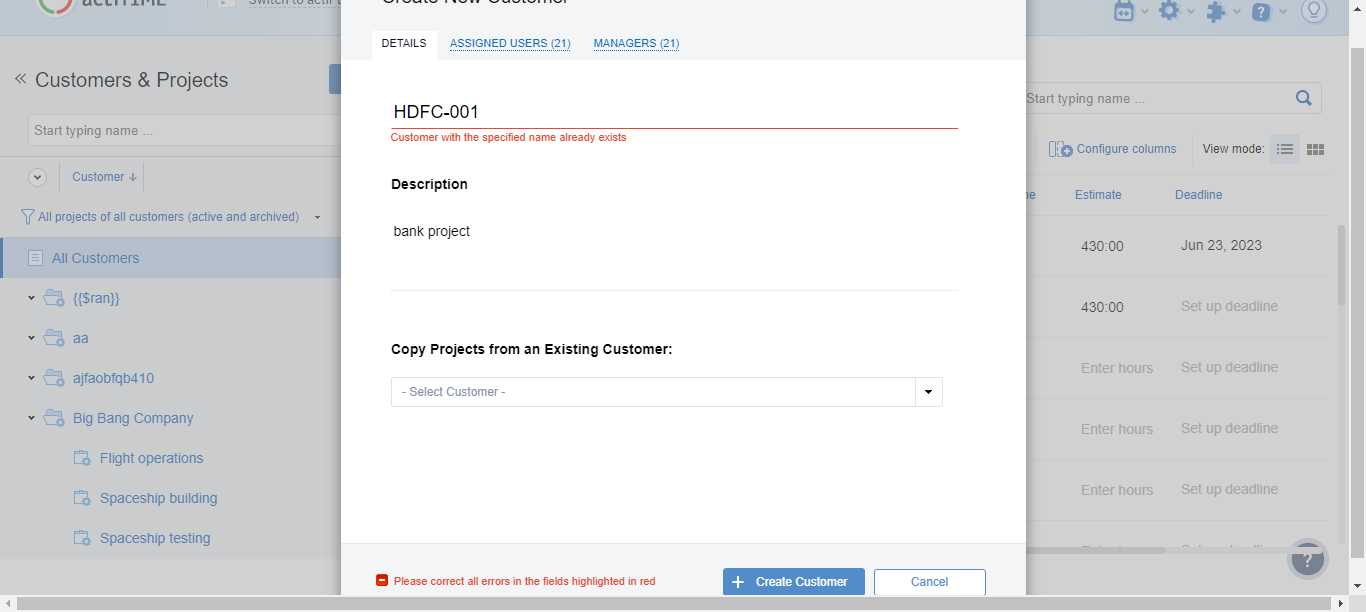 actiTIME
Switch to actiP
Create New Customer
DETAILS
ASSIGNED USERS (21)
MANAGERS (21)
Customers & Projects
HDFC-001
Start typing name ...
Start typing name ...
Customer with the specified name already exists
Configure columns
View mode:
Customer
Description
ne
Estimate
Deadline
All projects of all customers (active and archived)
bank project
430:00
Jun 23, 2023
All Customers
{{$ran}}
430:00
Set up deadline
aa
Copy Projects from an Existing Customer:
Enter hours
Set up deadline
ajfaobfqb410
- Select Customer -
Big Bang Company
Enter hours
Set up deadline
Flight operations
Spaceship building
Enter hours
Set up deadline
Spaceship testing
Please correct all errors in the fields highlighted in red
Create Customer
Cancel